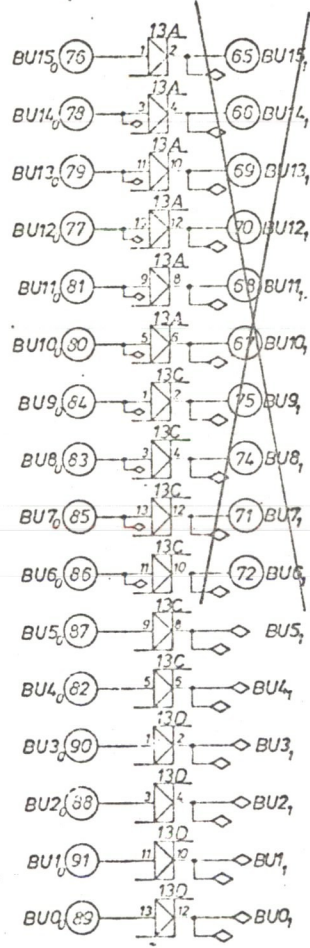 13A
BU15₀ 76 1 2 65 BU15₁
13A
BU14₀ 78 3 4 66 BU14₁
13A
BU13₀ 79 11 10 69 BU13₁
13A
BU12₀ 77 12 70 BU12₁
13A
BU11₀ 81 9 8 68 BU11₁
13A
BU10₀ 80 5 6 67 BU10₁
13C
BU9₀ 84 1 2 75 BU9₁
13C
BU8₀ 83 3 4 74 BU8₁
13C
BU7₀ 85 13 12 71 BU7₁
13C
BU6₀ 86 11 10 72 BU6₁
13C
BU5₀ 87 9 8 BU5₁
13C
BU4₀ 82 5 6 BU4₁
13D
BU3₀ 90 1 2 BU3₁
13D
BU2₀ 88 3 4 BU2₁
13D
BU1₀ 91 11 10 BU1₁
13D
BU0₀ 89 13 12 BU0₁